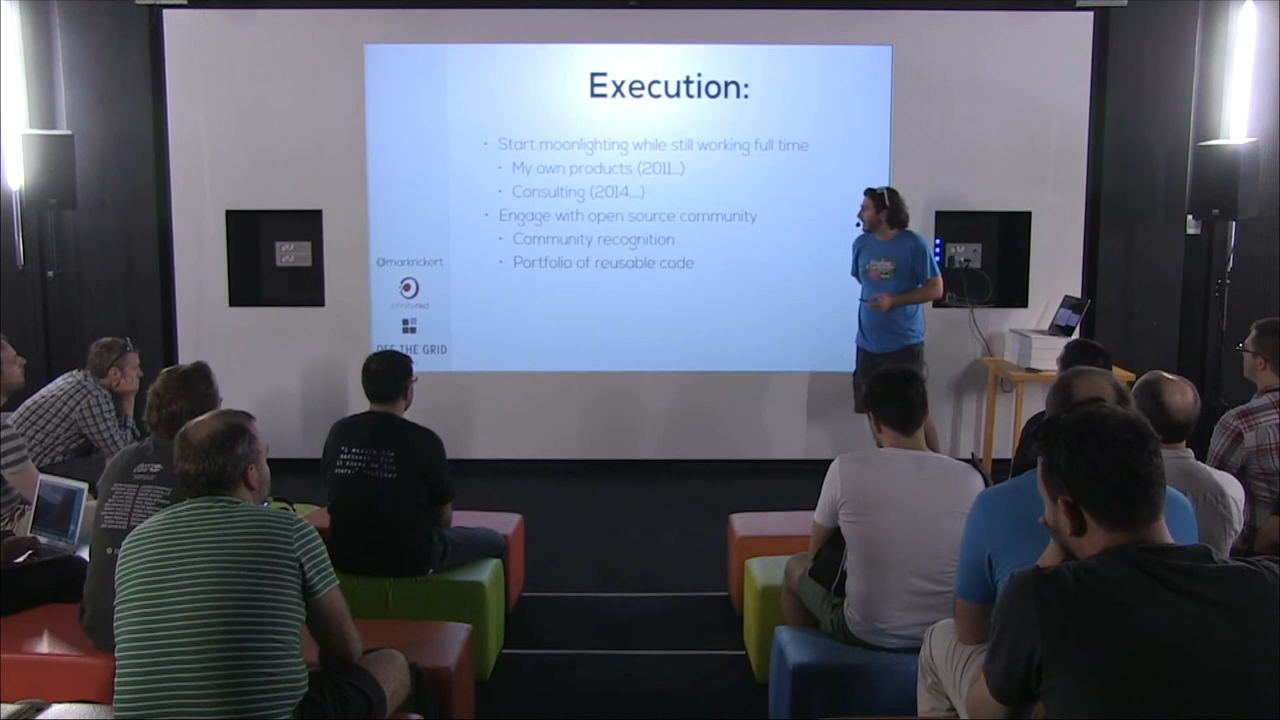 Execution:
· Start moonlighting while still working full time
· My own products (2011...)
· Consulting (2014...)
· Engage with open source community
· Community recognition
· Portfolio of reusable code
@markrickert
infinitered
OFF THE GRID